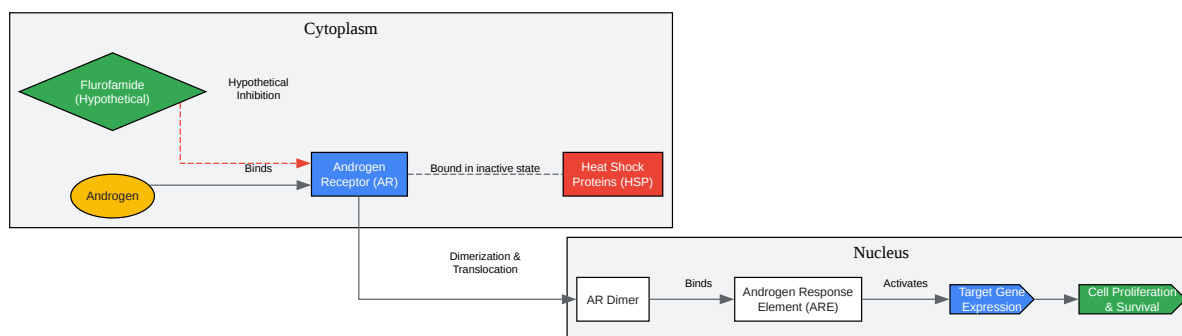 Cytoplasm
Flurofamide
(Hypothetical)
Hypothetical
Inhibition
Binds
Androgen
Androgen
Receptor (AR)
Bound in inactive state
Heat Shock
Proteins (HSP)
Dimerization &
Translocation
Nucleus
AR Dimer
Binds
Androgen Response
Element (ARE)
Activates
Target Gene
Expression
Cell Proliferation
& Survival